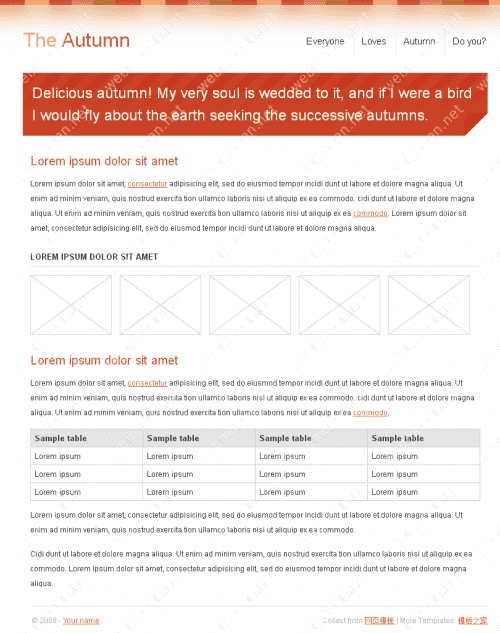 The Autumn
Everyone Loves Autumn Do you?
Delicious autumn! My very soul is wedded to it, and if I were a bird
I would fly about the earth seeking the successive autumns.
Lorem ipsum dolor sit amet
Lorem ipsum dolor sit amet, consectetur adipisicing elit, sed do eiusmod tempor incidi dunt ut labore et dolore magna aliqua. Ut
enim ad minim veniam, quis nostrud exercita tion ullamco laboris nisi ut aliquip ex ea commodo. cidi dunt ut labore et dolore magna
aliqua. Ut enim ad minim veniam, quis nostrud exercita tion ullamco laboris nisi ut aliquip ex ea commodo. Lorem ipsum dolor sit
amet, consectetur adipisicing elit, sed do eiusmod tempor incidi dunt ut labore et dolore magna aliqua.
LOREM IPSUM DOLOR SIT AMET
Lorem ipsum dolor sit amet
Lorem ipsum dolor sit amet, consectetur adipisicing elit, sed do eiusmod tempor incidi dunt ut labore et dolore magna aliqua. Ut
enim ad minim veniam, quis nostrud exercita tion ullamco laboris nisi ut aliquip ex ea commodo. cidi dunt ut labore et dolore magna
aliqua. Ut enim ad minim veniam, quis nostrud exercita tion ullamco laboris nisi ut aliquip ex ea commodo.
Sample table Sample table Sample table Sample table
Lorem ipsum Lorem ipsum Lorem ipsum Lorem ipsum
Lorem ipsum Lorem ipsum Lorem ipsum Lorem ipsum
Lorem ipsum Lorem ipsum Lorem ipsum Lorem ipsum
Lorem ipsum dolor sit amet, consectetur adipisicing elit, sed do eiusmod tempor incidi dunt ut labore et dolore magna aliqua. Ut
enim ad minim veniam, quis nostrud exercita tion ullamco laboris nisi ut aliquip ex ea commodo.
Cidi dunt ut labore et dolore magna aliqua. Ut enim ad minim veniam, quis nostrud exercita tion ullamco laboris nisi ut aliquip ex ea
commodo. Lorem ipsum dolor sit amet, consectetur adipisicing elit, sed do eiusmod tempor incidi dunt ut labore et dolore magna
aliqua.
© 2009 - Your name
Collect from 网页模板 | More Templates: 模板之家